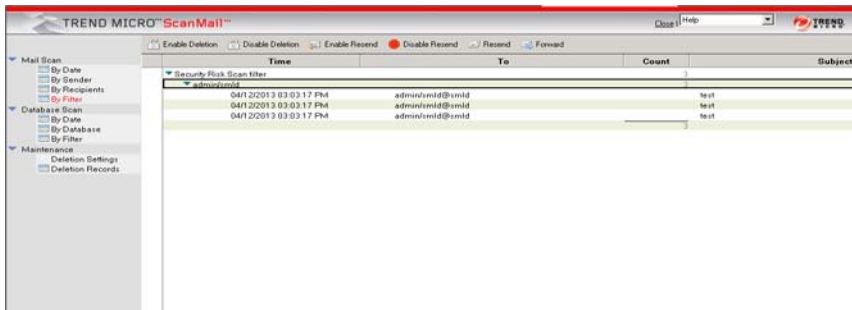 TREND MICRO™ ScanMail™
Close | Help
TREND MICRO
Enable Deletion Disable Deletion Enable Resend Disable Resend Resend Forward
Mail Scan
By Date
By Sender
By Recipients
By Filter
Database Scan
By Date
By Database
By Filter
Maintenance
Deletion Settings
Deletion Records
Time To Count Subject
Security Risk Scan filter 3
admin/smld 3
04/12/2013 03:03:17 PM admin/smld@smld test
04/12/2013 03:03:17 PM admin/smld@smld test
04/12/2013 03:03:17 PM admin/smld@smld test
3